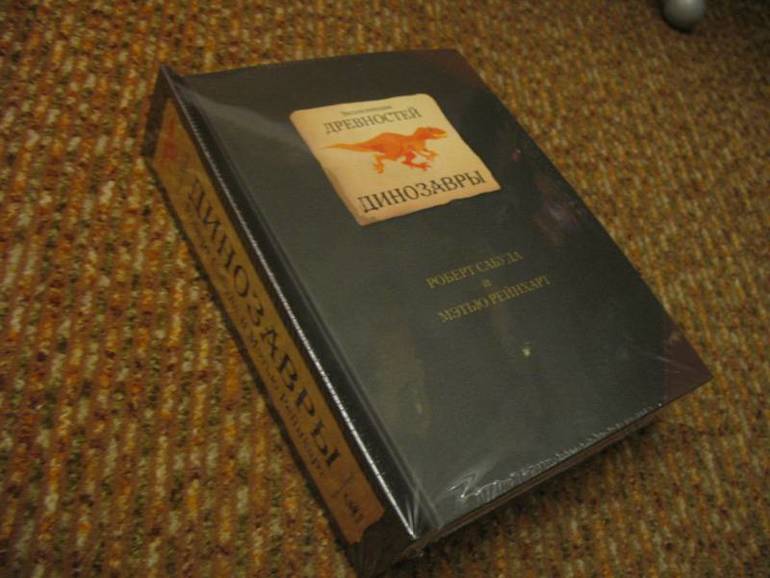 Энциклопедия
ДРЕВНОСТЕЙ
ДИНОЗАВРЫ
РОБЕРТ САБУДА
и
МЭТЬЮ РЕЙНХАРТ
ДИНОЗАВРЫ